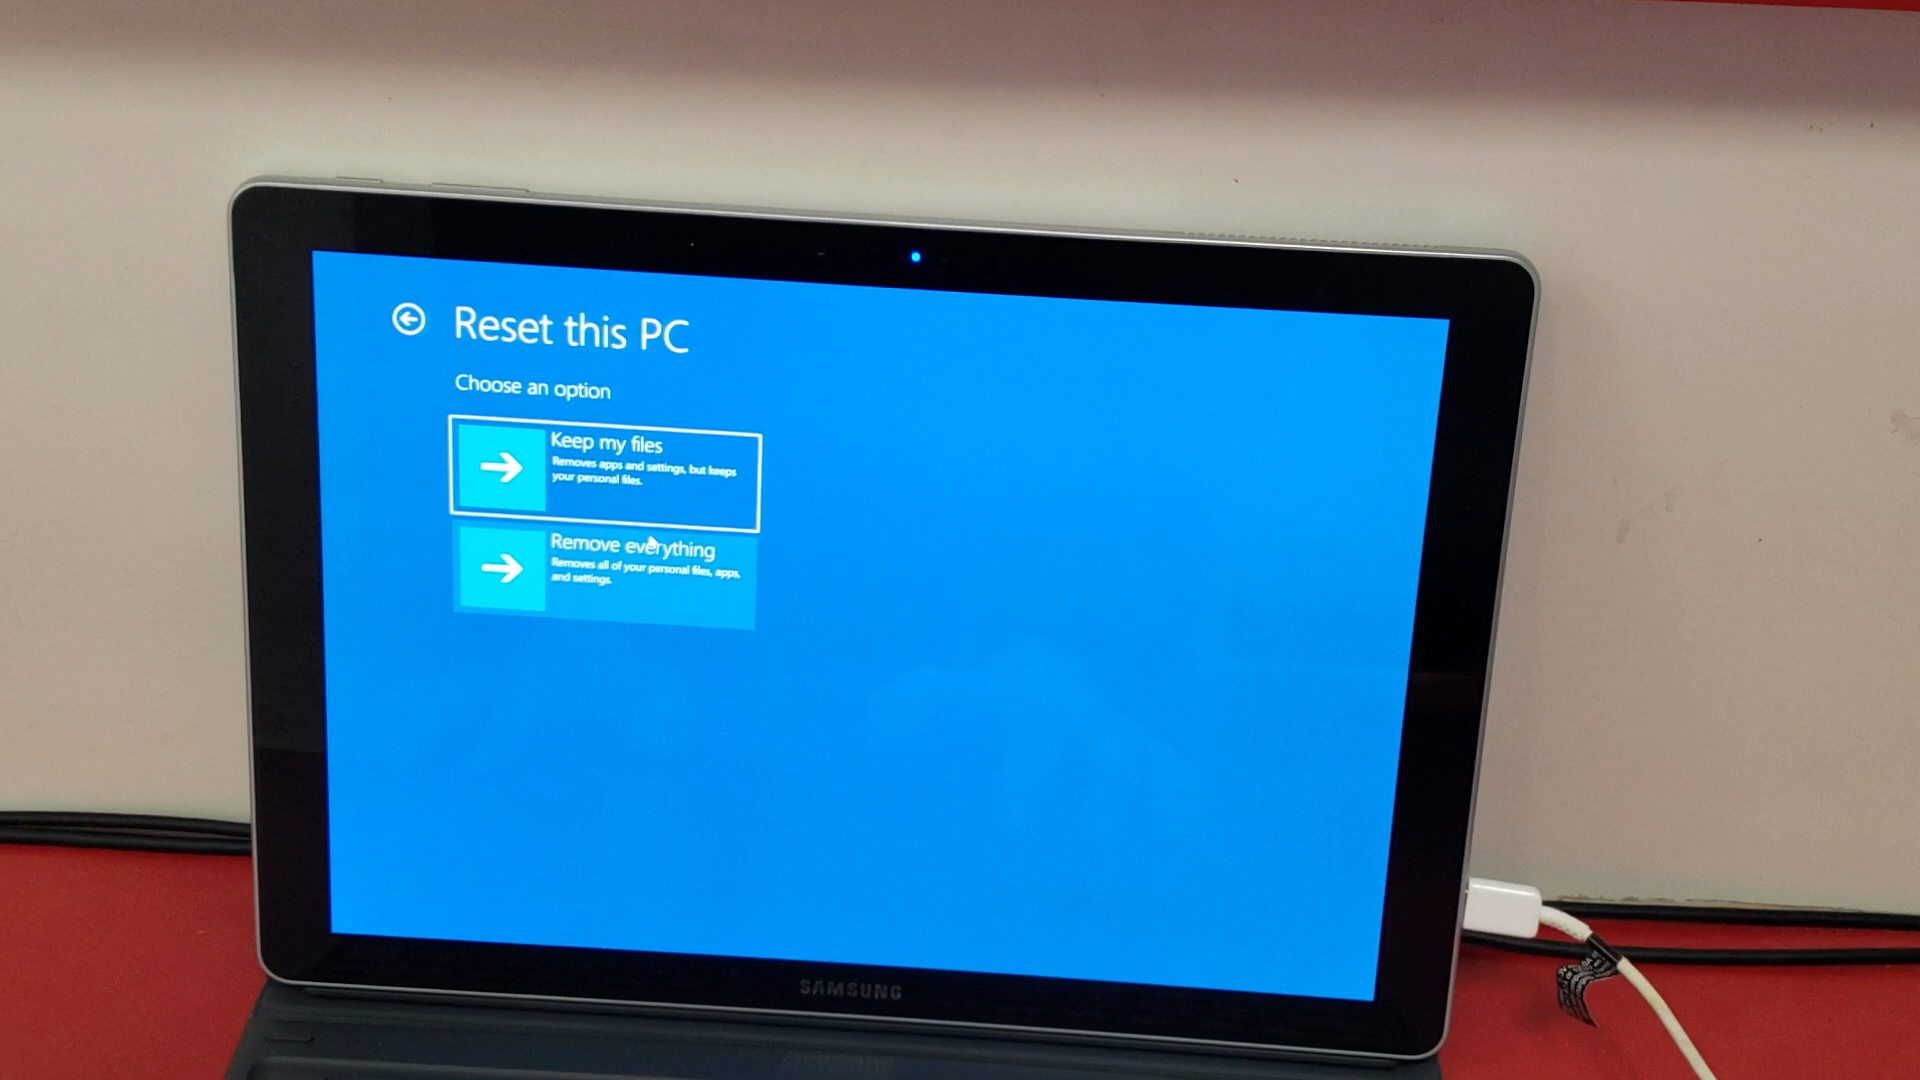 Reset this PC
Choose an option
Keep my files
Removes apps and settings, but keeps
your personal files.
Remove everything
Removes all of your personal files, apps,
and settings.
SAMSUNG